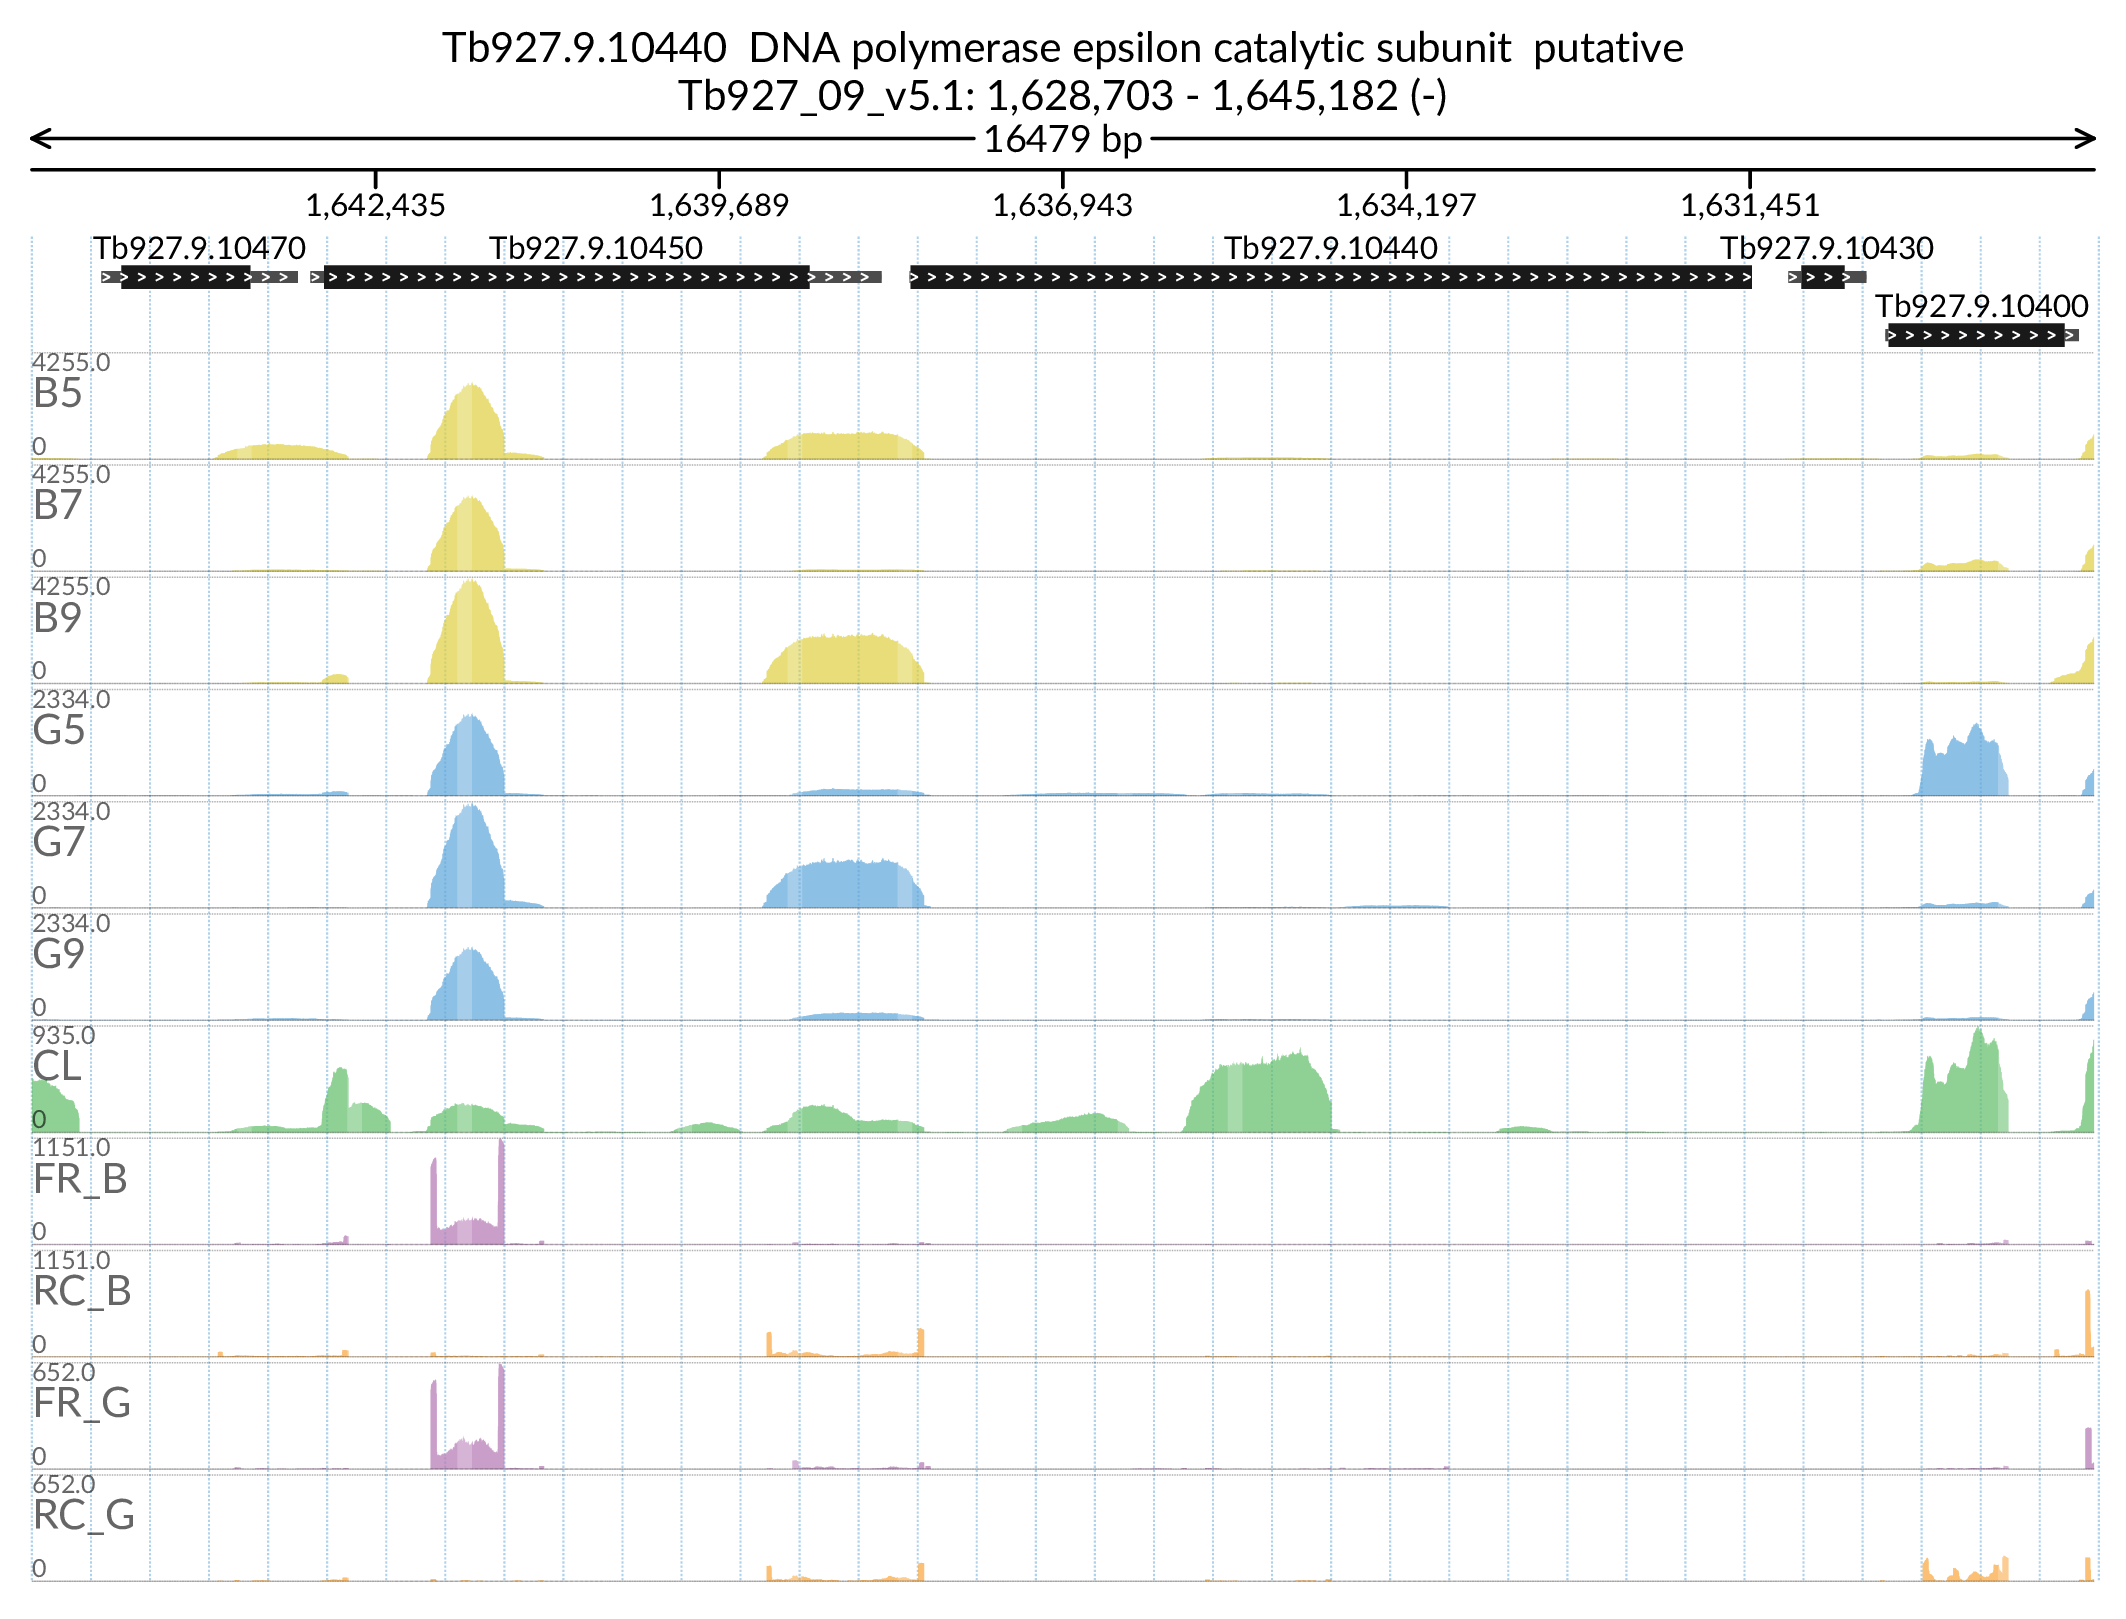 Tb927.9.10440  DNA polymerase epsilon catalytic subunit  putative
Tb927_09_v5.1: 1,628,703 - 1,645,182 (-)
16479 bp
1,642,435 1,639,689 1,636,943 1,634,197 1,631,451
Tb927.9.10470 Tb927.9.10450 Tb927.9.10440 Tb927.9.10430
Tb927.9.10400
4255.0
B5
0
4255.0
B7
0
4255.0
B9
0
2334.0
G5
0
2334.0
G7
0
2334.0
G9
0
935.0
CL
0
1151.0
FR_B
0
1151.0
RC_B
0
652.0
FR_G
0
652.0
RC_G
0